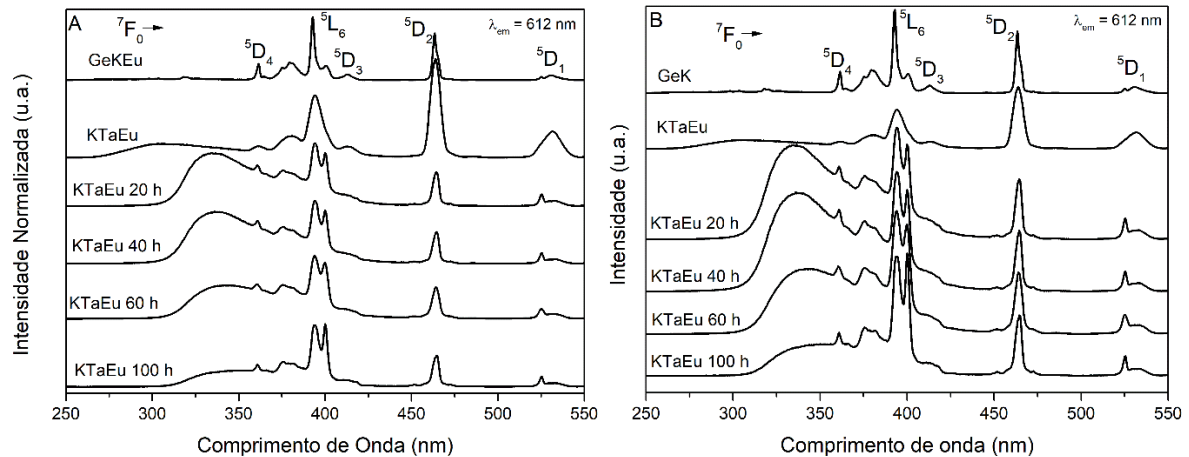 A
⁷F₀
λem = 612 nm
⁵D₄
⁵L₆
⁵D₃
⁵D₂
⁵D₁
GeKEu
KTaEu
KTaEu 20 h
KTaEu 40 h
KTaEu 60 h
KTaEu 100 h
Intensidade Normalizada (u.a.)
250 300 350 400 450 500 550
Comprimento de Onda (nm)
B
⁷F₀
λem = 612 nm
⁵D₄
⁵L₆
⁵D₃
⁵D₂
⁵D₁
GeK
KTaEu
KTaEu 20 h
KTaEu 40 h
KTaEu 60 h
KTaEu 100 h
Intensidade (u.a.)
250 300 350 400 450 500 550
Comprimento de onda (nm)